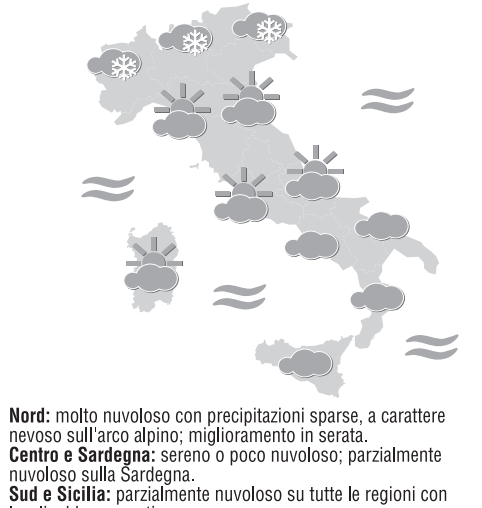 Nord: molto nuvoloso con precipitazioni sparse, a carattere
nevoso sull'arco alpino; miglioramento in serata.
Centro e Sardegna: sereno o poco nuvoloso; parzialmente
nuvoloso sulla Sardegna.
Sud e Sicilia: parzialmente nuvoloso su tutte le regioni con